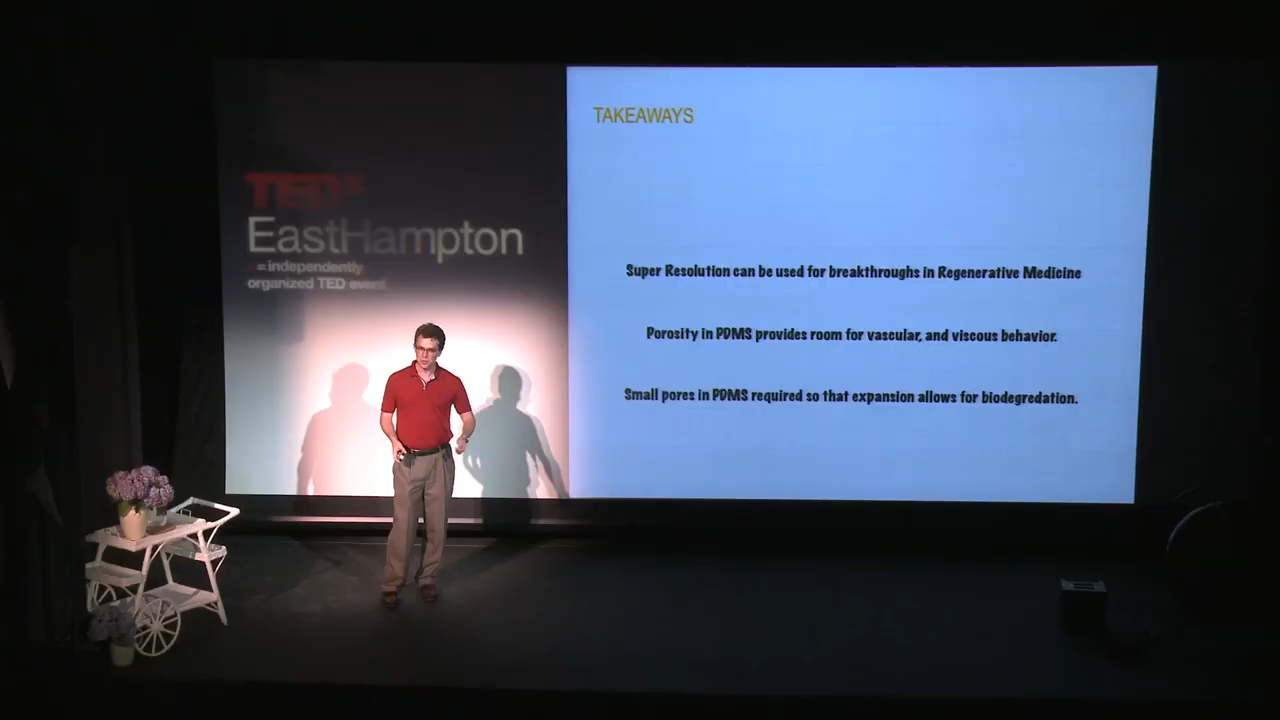 TEDx
EastHampton
x = independently
organized TED event
TAKEAWAYS
Super Resolution can be used for breakthroughs in Regenerative Medicine
Porosity in PDMS provides room for vascular, and viscous behavior.
Small pores in PDMS required so that expansion allows for biodegredation.